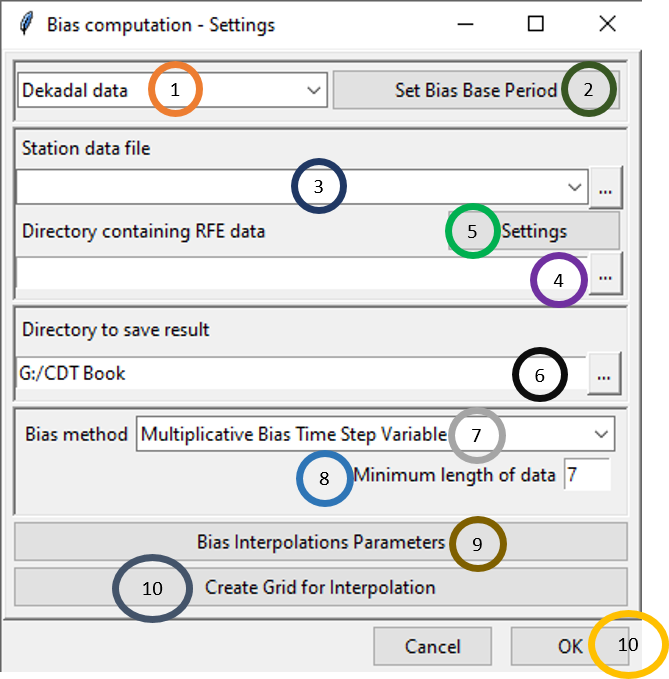 Bias computation - Settings
Dekadal data 1 Set Bias Base Period 2
Station data file
3 ...
Directory containing RFE data 5 Settings
4 ...
Directory to save result
G:/CDT Book 6 ...
Bias method Multiplicative Bias Time Step Variable 7
8 Minimum length of data 7
Bias Interpolations Parameters 9
10 Create Grid for Interpolation
Cancel OK 10